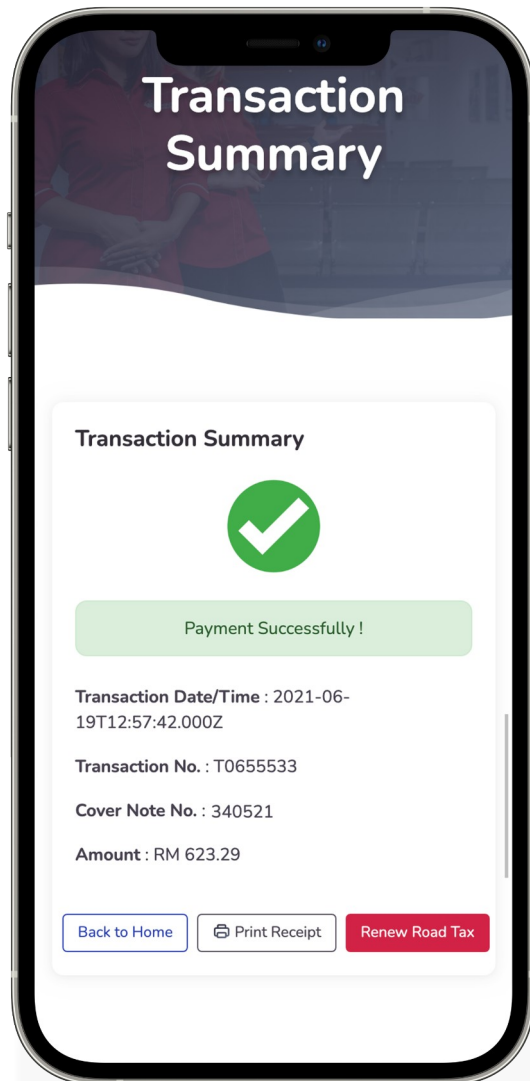 Transaction
Summary
Transaction Summary
Payment Successfully !
Transaction Date/Time : 2021-06-
19T12:57:42.000Z
Transaction No. : T0655533
Cover Note No. : 340521
Amount : RM 623.29
Back to Home Print Receipt Renew Road Tax